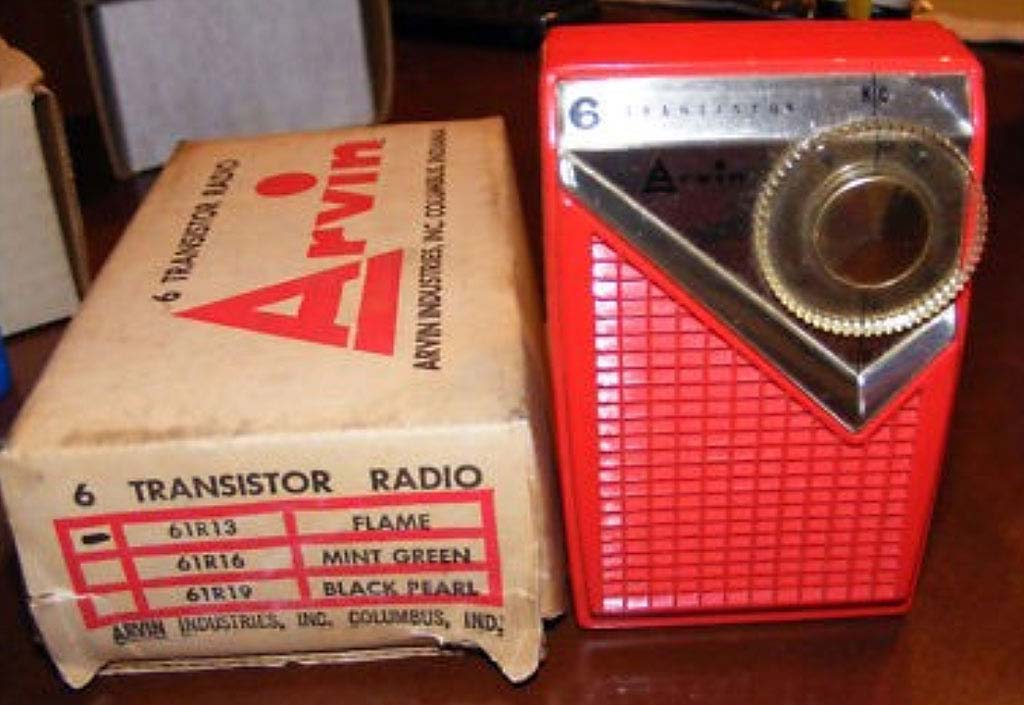 6 TRANSISTOR RADIO
Arvin
ARVIN INDUSTRIES, INC. COLUMBUS, INDIANA
6 TRANSISTOR RADIO
61R13 FLAME
61R16 MINT GREEN
61R19 BLACK PEARL
ARVIN INDUSTRIES, INC. COLUMBUS, IND.
6 TRANSISTOR
KC
Arvin